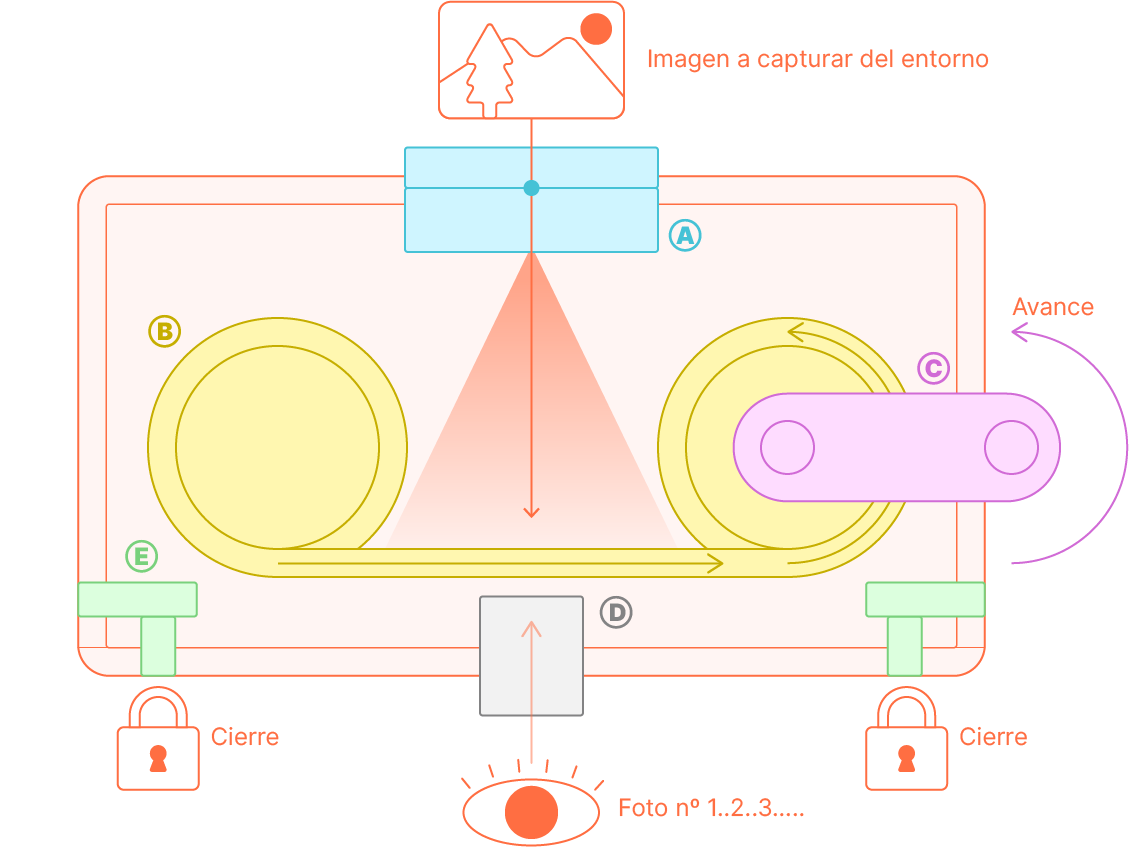 Imagen a capturar del entorno
A
Avance
B
C
E
D
Cierre
Cierre
Foto nº 1..2..3.....